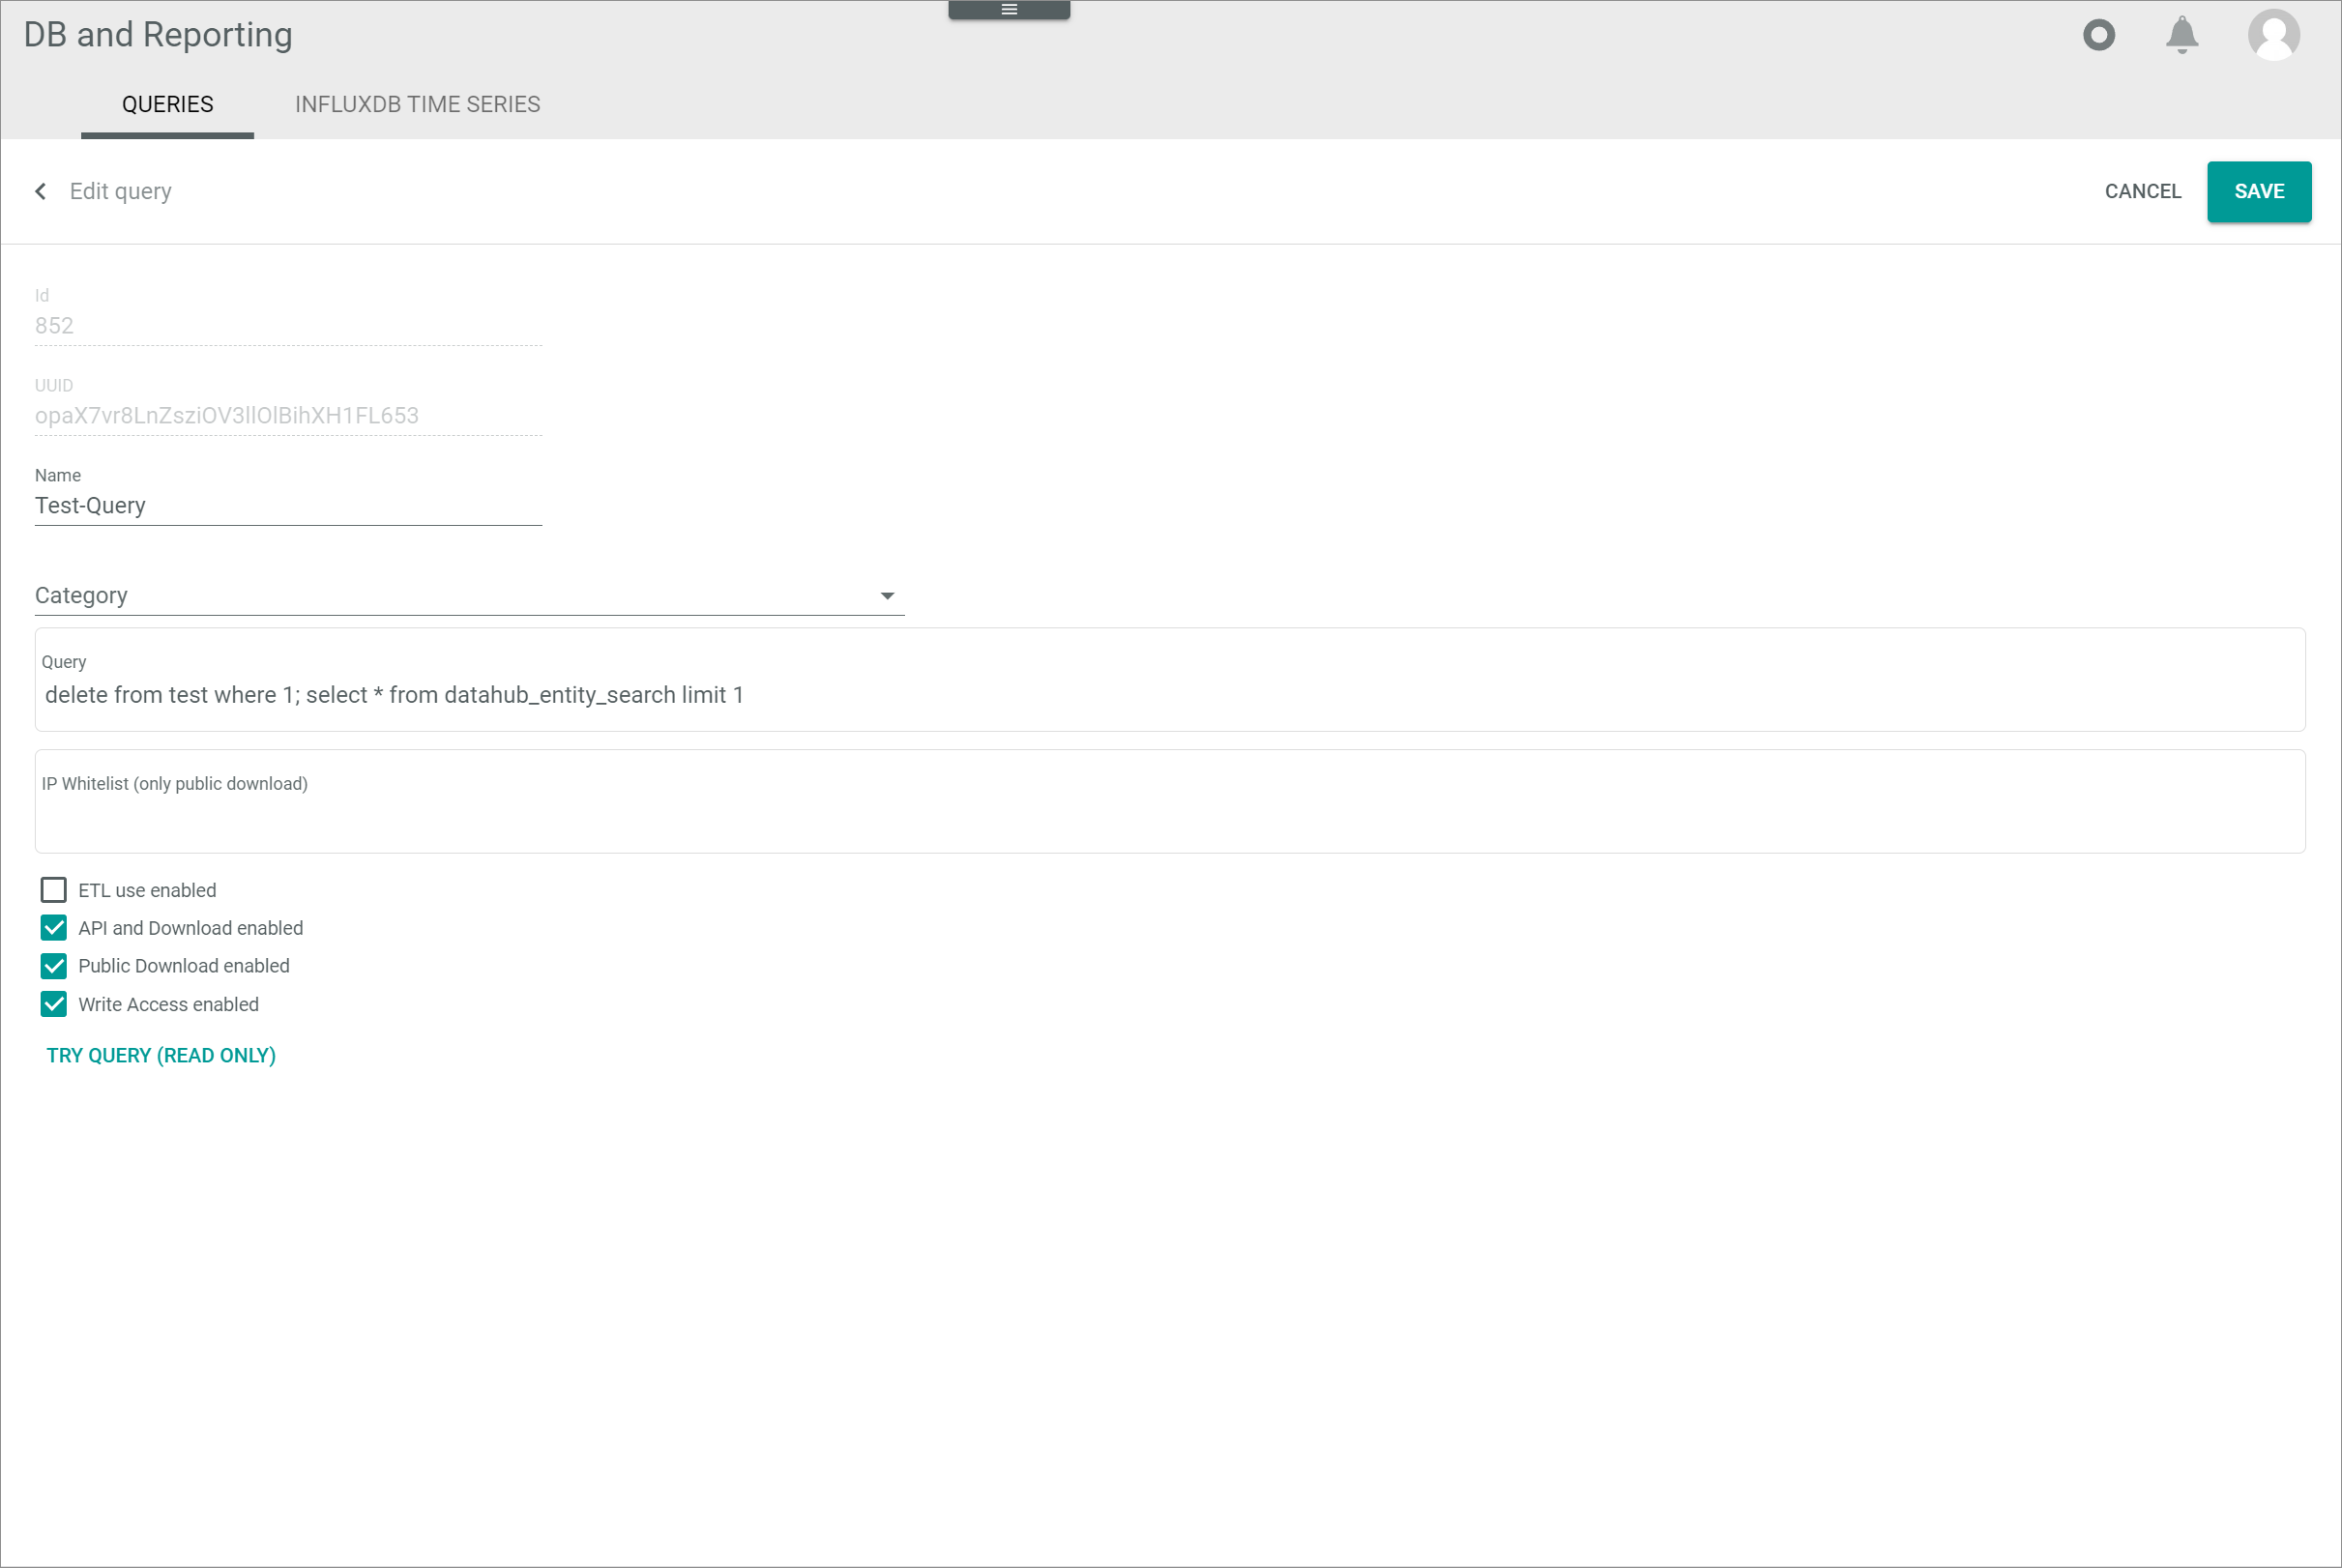 DB and Reporting
QUERIES
INFLUXDB TIME SERIES
Edit query
CANCEL
SAVE
Id
852
UUID
opaX7vr8LnZsziOV3llOlBihXH1FL653
Name
Test-Query
Category
Query
delete from test where 1; select * from datahub_entity_search limit 1
IP Whitelist (only public download)
ETL use enabled
API and Download enabled
Public Download enabled
Write Access enabled
TRY QUERY (READ ONLY)